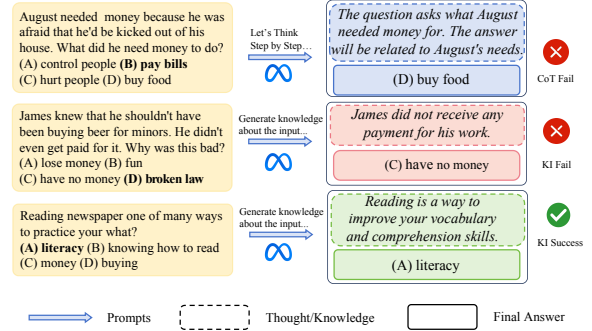 August needed money because he was
afraid that he'd be kicked out of his
house. What did he need money to do?
(A) control people (B) pay bills
(C) hurt people (D) buy food
Let's Think
Step by Step…
The question asks what August
needed money for. The answer
will be related to August's needs.
(D) buy food
CoT Fail
James knew that he shouldn't have
been buying beer for minors. He didn't
even get paid for it. Why was this bad?
(A) lose money (B) fun
(C) have no money (D) broken law
Generate knowledge
about the input...
James did not receive any
payment for his work.
(C) have no money
KI Fail
Reading newspaper one of many ways
to practice your what?
(A) literacy (B) knowing how to read
(C) money (D) buying
Generate knowledge
about the input...
Reading is a way to
improve your vocabulary
and comprehension skills.
(A) literacy
KI Success
Prompts
Thought/Knowledge
Final Answer